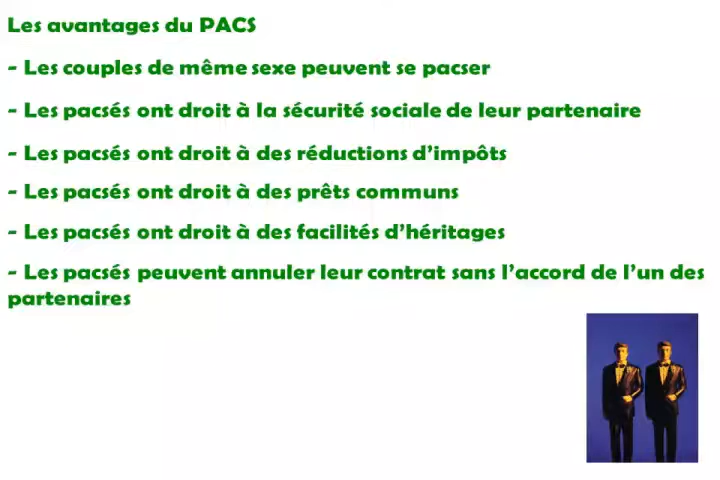 Les avantages du PACS
- Les couples de même sexe peuvent se pacser
- Les pacsés ont droit à la sécurité sociale de leur partenaire
- Les pacsés ont droit à des réductions d'impôts
- Les pacsés ont droit à des prêts communs
- Les pacsés ont droit à des facilités d'héritages
- Les pacsés peuvent annuler leur contrat sans l'accord de l'un des
partenaires